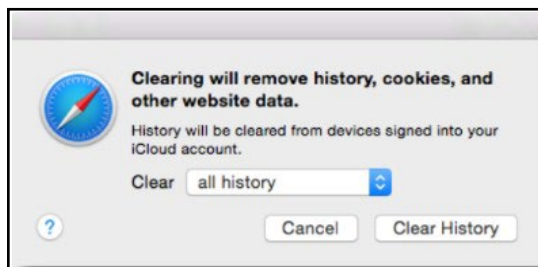 Clearing will remove history, cookies, and
other website data.
History will be cleared from devices signed into your
iCloud account.
Clear all history
? Cancel Clear History